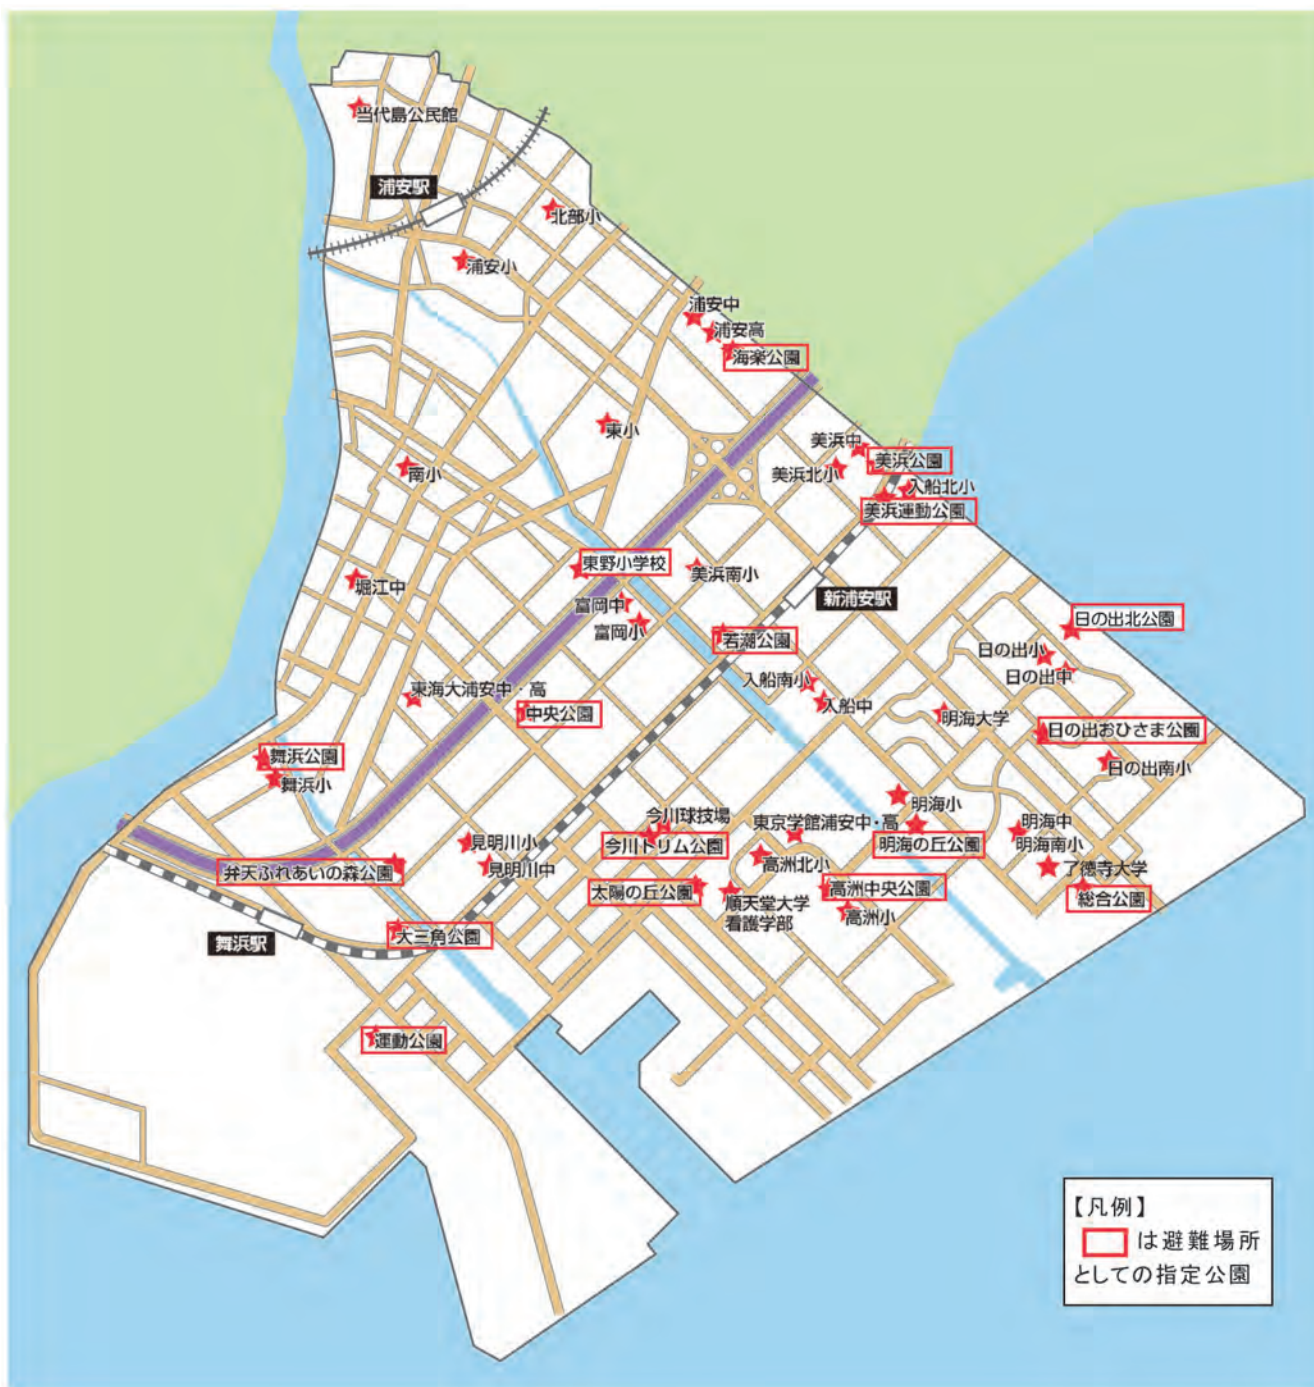 当代島公民館
浦安駅
北部小
浦安小
浦安中
浦安高
海楽公園
東小
美浜中
美浜公園
美浜北小
南小
入船北小
美浜運動公園
東野小学校
美浜南小
堀江中
新浦安駅
富岡中
富岡小
日の出北公園
若潮公園
日の出小
日の出中
入船南小
東海大浦安中・高
入船中
中央公園
明海大学
日の出おひさま公園
舞浜公園
日の出南小
舞浜小
明海小
今川球技場
東京学館浦安中・高
明海中
見明川小
今川トリム公園
明海の丘公園
明海南小
高洲北小
見明川中
弁天ふれあいの森公園
了徳寺大学
太陽の丘公園
高洲中央公園
総合公園
順天堂大学
看護学部
高洲小
大三角公園
舞浜駅
運動公園
【凡例】
は避難場所
としての指定公園